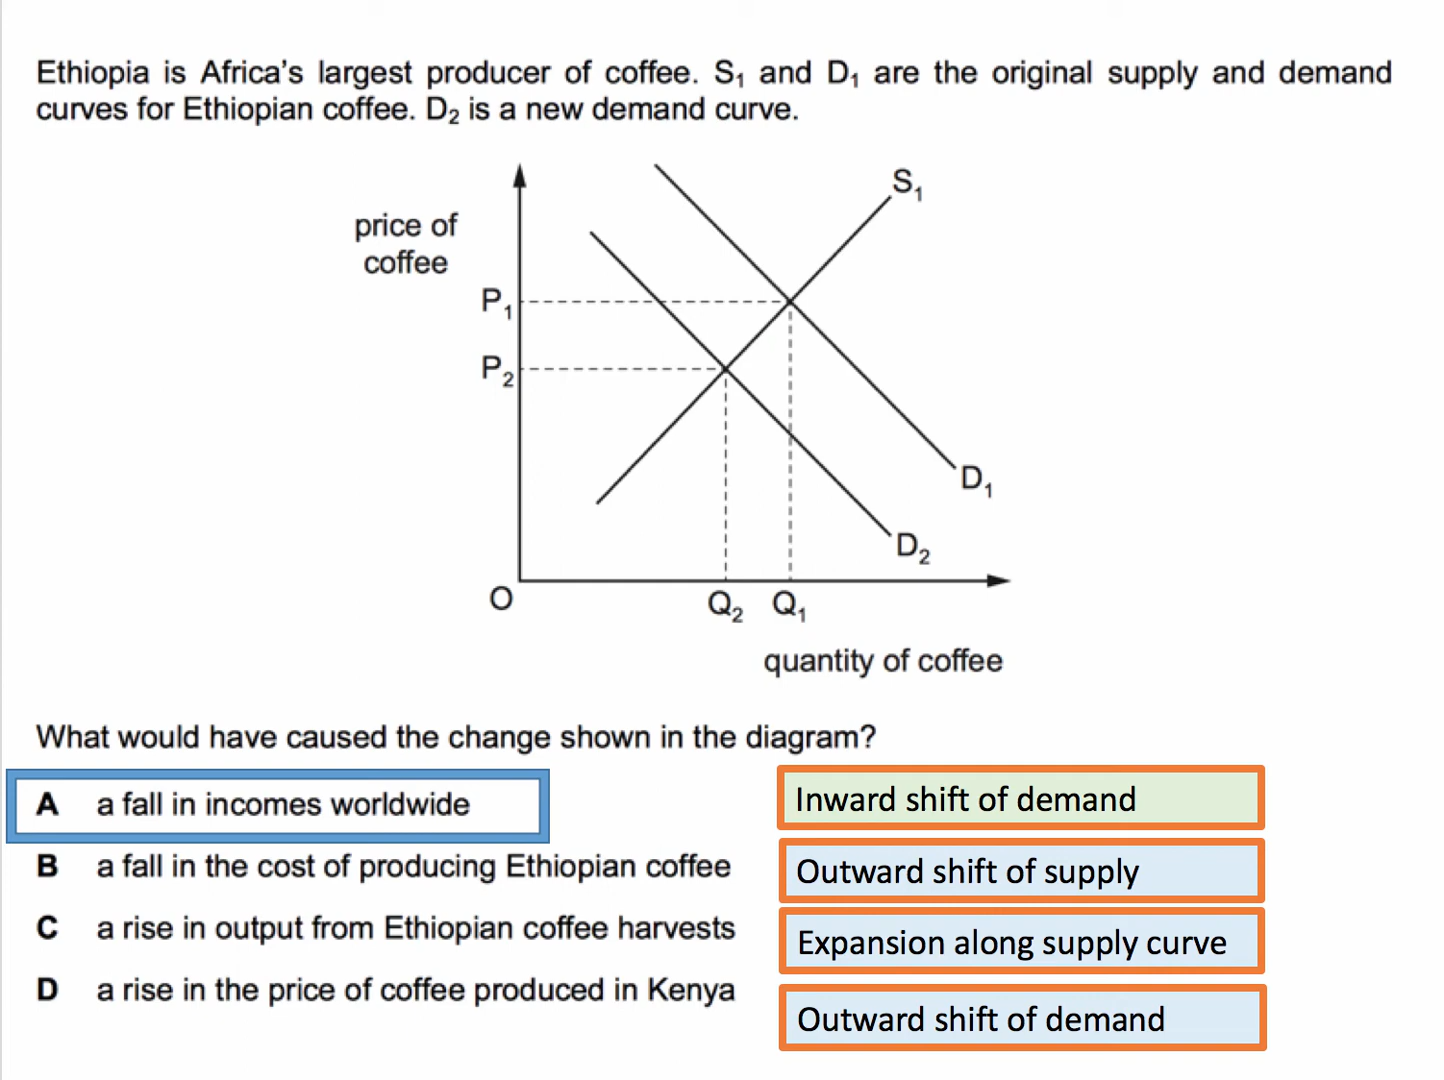 Ethiopia is Africa's largest producer of coffee. S₁ and D₁ are the original supply and demand
curves for Ethiopian coffee. D₂ is a new demand curve.
S₁
price of
coffee
P₁
P₂
D₁
D₂
O
Q₂ Q₁
quantity of coffee
What would have caused the change shown in the diagram?
A a fall in incomes worldwide
Inward shift of demand
B a fall in the cost of producing Ethiopian coffee
Outward shift of supply
C a rise in output from Ethiopian coffee harvests
Expansion along supply curve
D a rise in the price of coffee produced in Kenya
Outward shift of demand